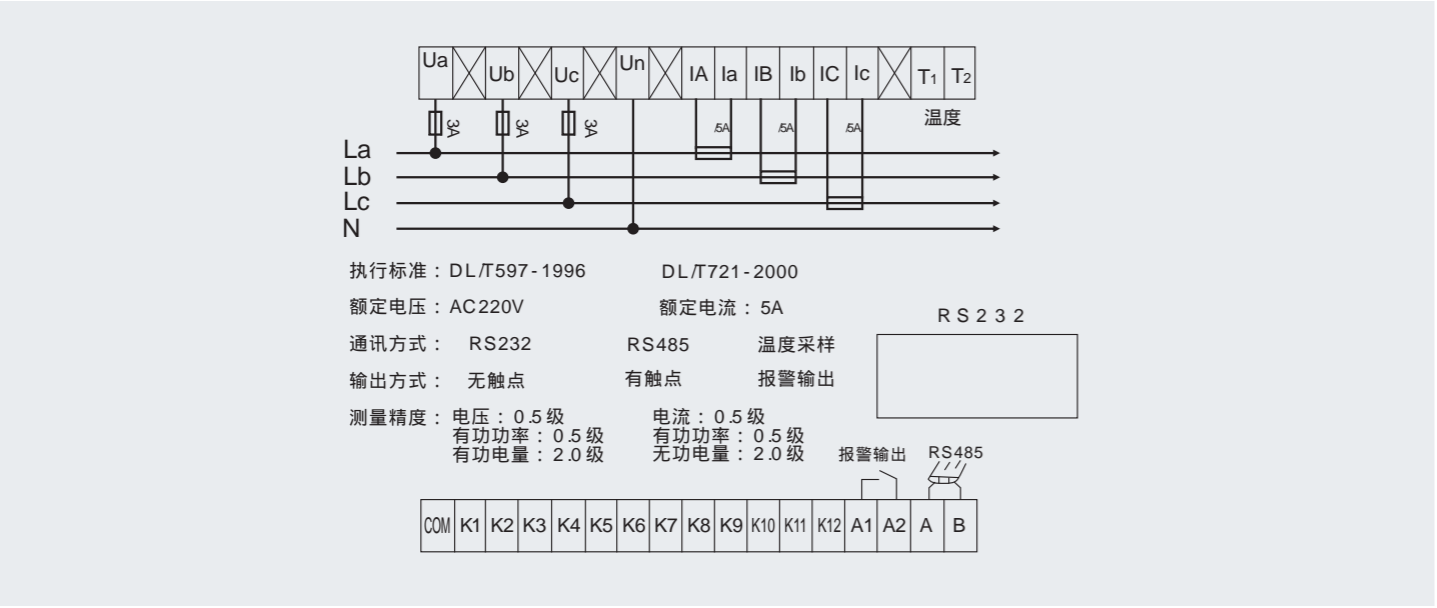 Ua Ub Uc Un IA Ia IB Ib IC Ic T1 T2
3A 3A 3A /5A /5A /5A 温度
La
Lb
Lc
N
执行标准：DL/T597-1996 DL/T721-2000
额定电压：AC220V 额定电流：5A
RS232
通讯方式： RS232 RS485 温度采样
输出方式： 无触点 有触点 报警输出
测量精度：电压：0.5级 电流：0.5级
有功功率：0.5级 有功功率：0.5级
有功电量：2.0级 无功电量：2.0级
报警输出 RS485
COM K1 K2 K3 K4 K5 K6 K7 K8 K9 K10 K11 K12 A1 A2 A B